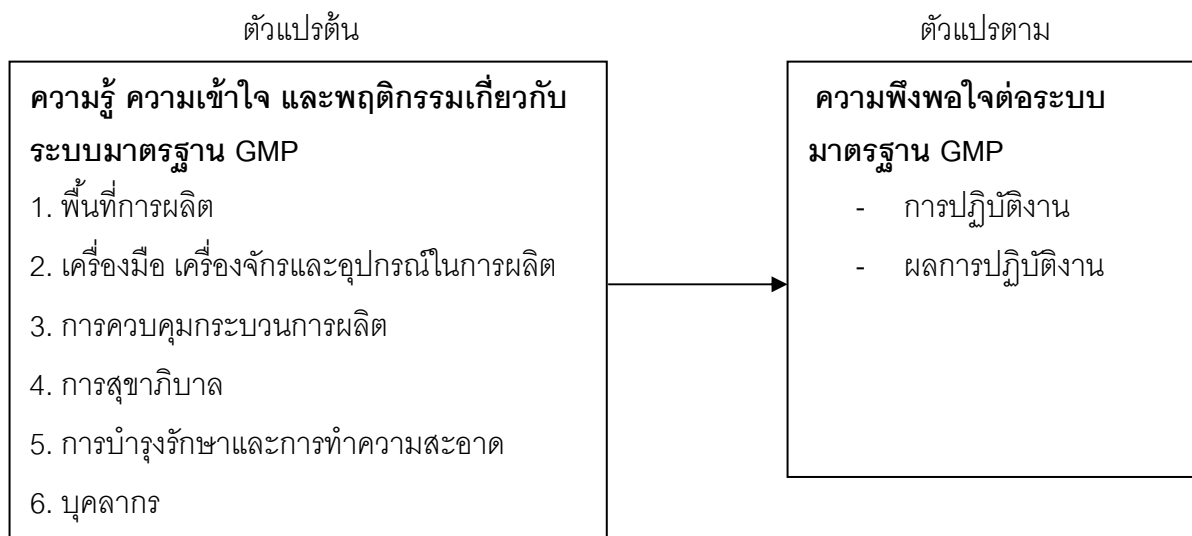 ตัวแปรต้น
ตัวแปรตาม
ความรู้ ความเข้าใจ และพฤติกรรมเกี่ยวกับ
ระบบมาตรฐาน GMP
1. พื้นที่การผลิต
2. เครื่องมือ เครื่องจักรและอุปกรณ์ในการผลิต
3. การควบคุมกระบวนการผลิต
4. การสุขาภิบาล
5. การบำรุงรักษาและการทำความสะอาด
6. บุคลากร
ความพึงพอใจต่อระบบ
มาตรฐาน GMP
- การปฏิบัติงาน
- ผลการปฏิบัติงาน